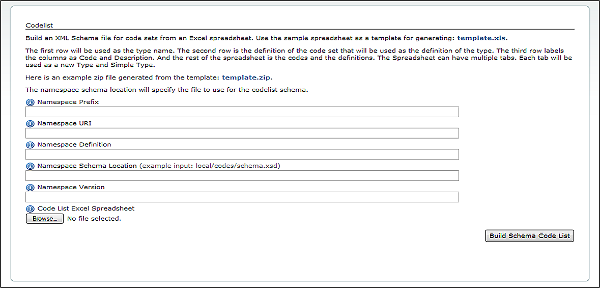 Codelist
Build an XML Schema file for code sets from an Excel spreadsheet. Use the sample spreadsheet as a template for generating: template.xls.
The first row will be used as the type name. The second row is the definition of the code set that will be used as the definition of the type. The third row labels
the columns as Code and Description. And the rest of the spreadsheet is the codes and the definitions. The Spreadsheet can have multiple tabs. Each tab will be
used as a new Type and Simple Type.
Here is an example zip file generated from the template: template.zip.
The namespace schema location will specify the file to use for the codelist schema.
Namespace Prefix
Namespace URI
Namespace Definition
Namespace Schema Location (example input: local/codes/schema.xsd)
Namespace Version
Code List Excel Spreadsheet
Browse... No file selected.
Build Schema Code List